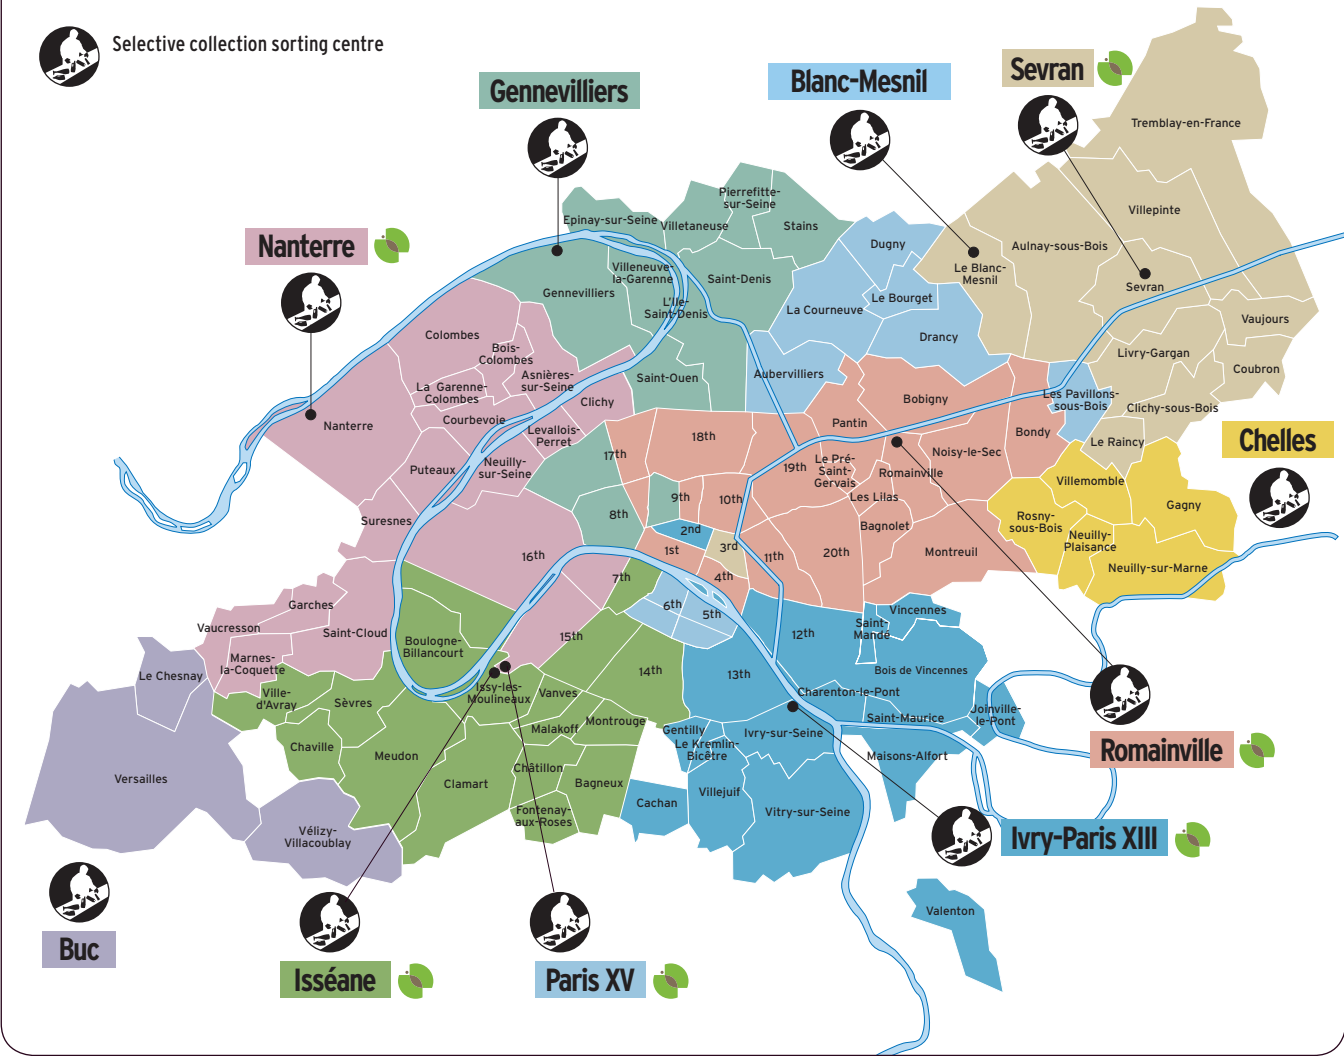 Selective collection sorting centre
Sevran
Blanc-Mesnil
Gennevilliers
Tremblay-en-France
Pierrefitte-
sur-Seine
Epinay-sur-Seine
Villetaneuse
Stains
Villepinte
Nanterre
Dugny
Aulnay-sous-Bois
Villeneuve-
la-Garenne
Saint-Denis
Le Blanc-
Mesnil
Sevran
Gennevilliers
Le Bourget
L'Ile-
Saint-Denis
La Courneuve
Vaujours
Colombes
Drancy
Bois-
Colombes
Livry-Gargan
Asnières-
sur-Seine
Saint-Ouen
Aubervilliers
Coubron
La Garenne-
Colombes
Clichy
Bobigny
Les Pavillons-
sous-Bois
Clichy-sous-Bois
Nanterre
Courbevoie
Levallois-
Perret
18th
Pantin
Bondy
Le Raincy
Chelles
17th
19th
Le Pré-
Saint-
Gervais
Noisy-le-Sec
Puteaux
Neuilly-
sur-Seine
Romainville
Villemomble
9th
10th
Les Lilas
Gagny
Suresnes
8th
Bagnolet
Rosny-
sous-Bois
2nd
Neuilly-
Plaisance
16th
1st
3rd
11th
20th
Montreuil
7th
4th
Neuilly-sur-Marne
Garches
6th
5th
Vincennes
Vaucresson
Saint-Cloud
Boulogne-
Billancourt
15th
12th
Saint-
Mandé
Marnes-
la-Coquette
Le Chesnay
14th
13th
Bois de Vincennes
Ville-
d'Avray
Sèvres
Issy-les-
Moulineaux
Vanves
Charenton-le-Pont
Joinville-
le-Pont
Montrouge
Saint-Maurice
Malakoff
Gentilly
Ivry-sur-Seine
Chaville
Le Kremlin-
Bicêtre
Romainville
Meudon
Maisons-Alfort
Versailles
Châtillon
Clamart
Bagneux
Villejuif
Cachan
Vitry-sur-Seine
Fontenay-
aux-Roses
Vélizy-
Villacoublay
Ivry-Paris XIII
Valenton
Buc
Isséane
Paris XV